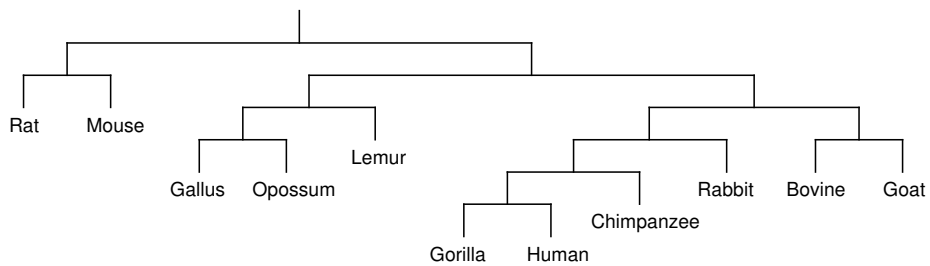 Rat
Mouse
Lemur
Gallus
Opossum
Rabbit
Bovine
Goat
Chimpanzee
Gorilla
Human